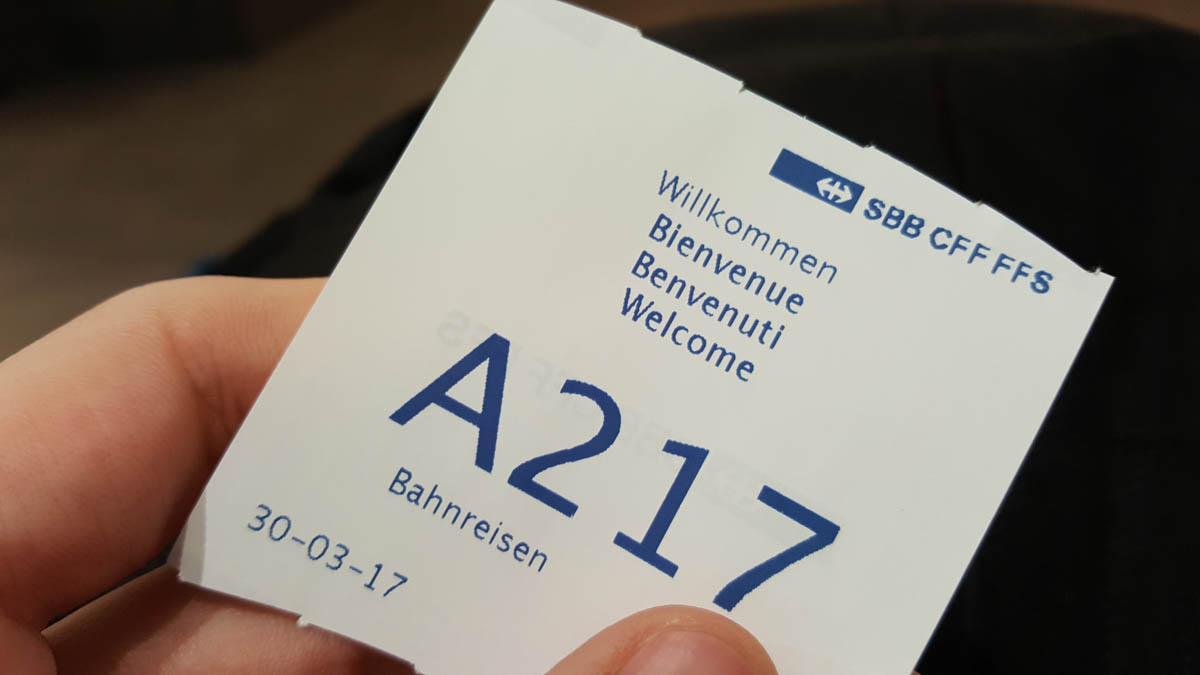 SBB CFF FFS
Willkommen
Bienvenue
Benvenuti
Welcome
A217
Bahnreisen
30-03-17